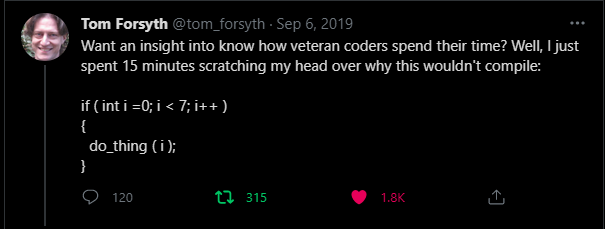 Tom Forsyth @tom_forsyth · Sep 6, 2019
Want an insight into know how veteran coders spend their time? Well, I just
spent 15 minutes scratching my head over why this wouldn't compile:
if ( int i =0; i < 7; i++ )
{
do_thing ( i );
}
120 315 1.8K